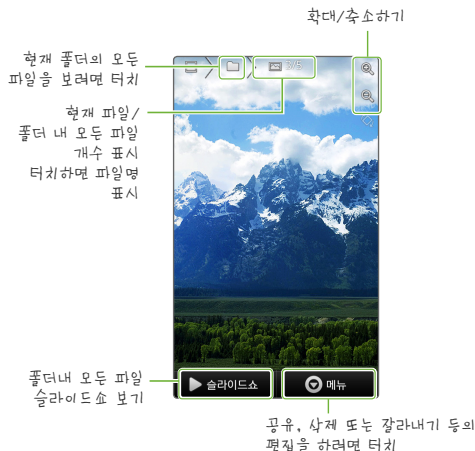 확대/축소하기
현재 폴더의 모든
파일을 보려면 터치
현재 파일/
폴더 내 모든 파일
개수 표시
터치하면 파일명
표시
폴더내 모든 파일
슬라이드쇼 보기
슬라이드쇼
메뉴
공유, 삭제 또는 잘라내기 등의
편집을 하려면 터치